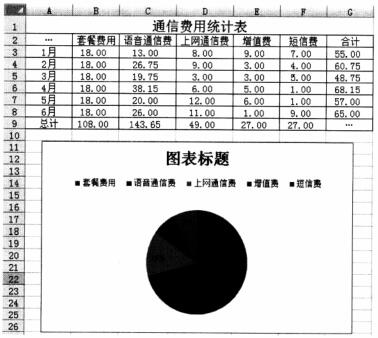 A B C D E F G
1 通信费用统计表
2 … 套餐费用 语音通信费 上网通信费 增值费 短信费 合计
3 1月 18.00 13.00 8.00 9.00 7.00 55.00
4 2月 18.00 26.75 9.00 3.00 4.00 60.75
5 3月 18.00 19.75 3.00 3.00 5.00 48.75
6 4月 18.00 38.15 6.00 5.00 1.00 68.15
7 5月 18.00 20.00 12.00 6.00 1.00 57.00
8 6月 18.00 26.00 11.00 1.00 9.00 65.00
9 总计 108.00 143.65 49.00 27.00 27.00 …
10
11
12 图表标题
13
14 ■套餐费用 ■语音通信费 ■上网通信费 ■增值费 ■短信费
15
16
17
18
19
20
21
22
23
24
25
26